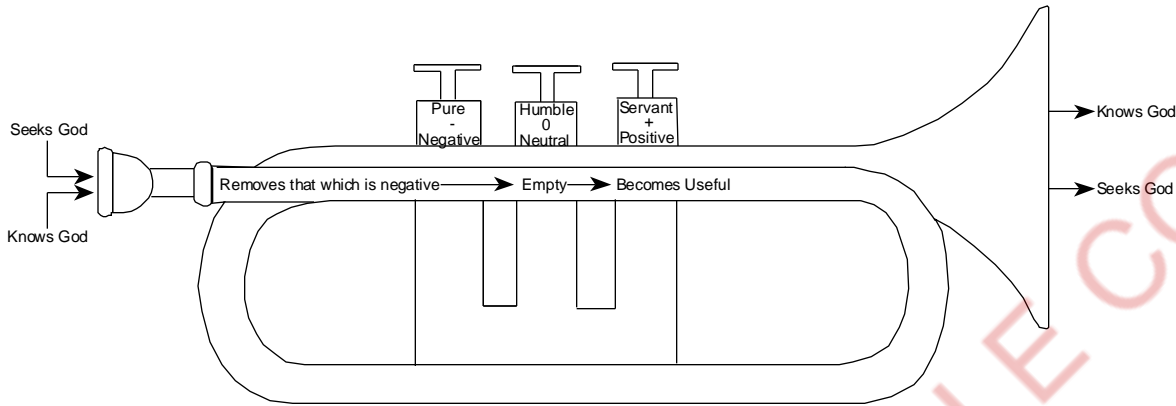 Pure
-
Negative
Humble
0
Neutral
Servant
+
Positive
Seeks God
Knows God
Removes that which is negative
Empty
Becomes Useful
Knows God
Seeks God